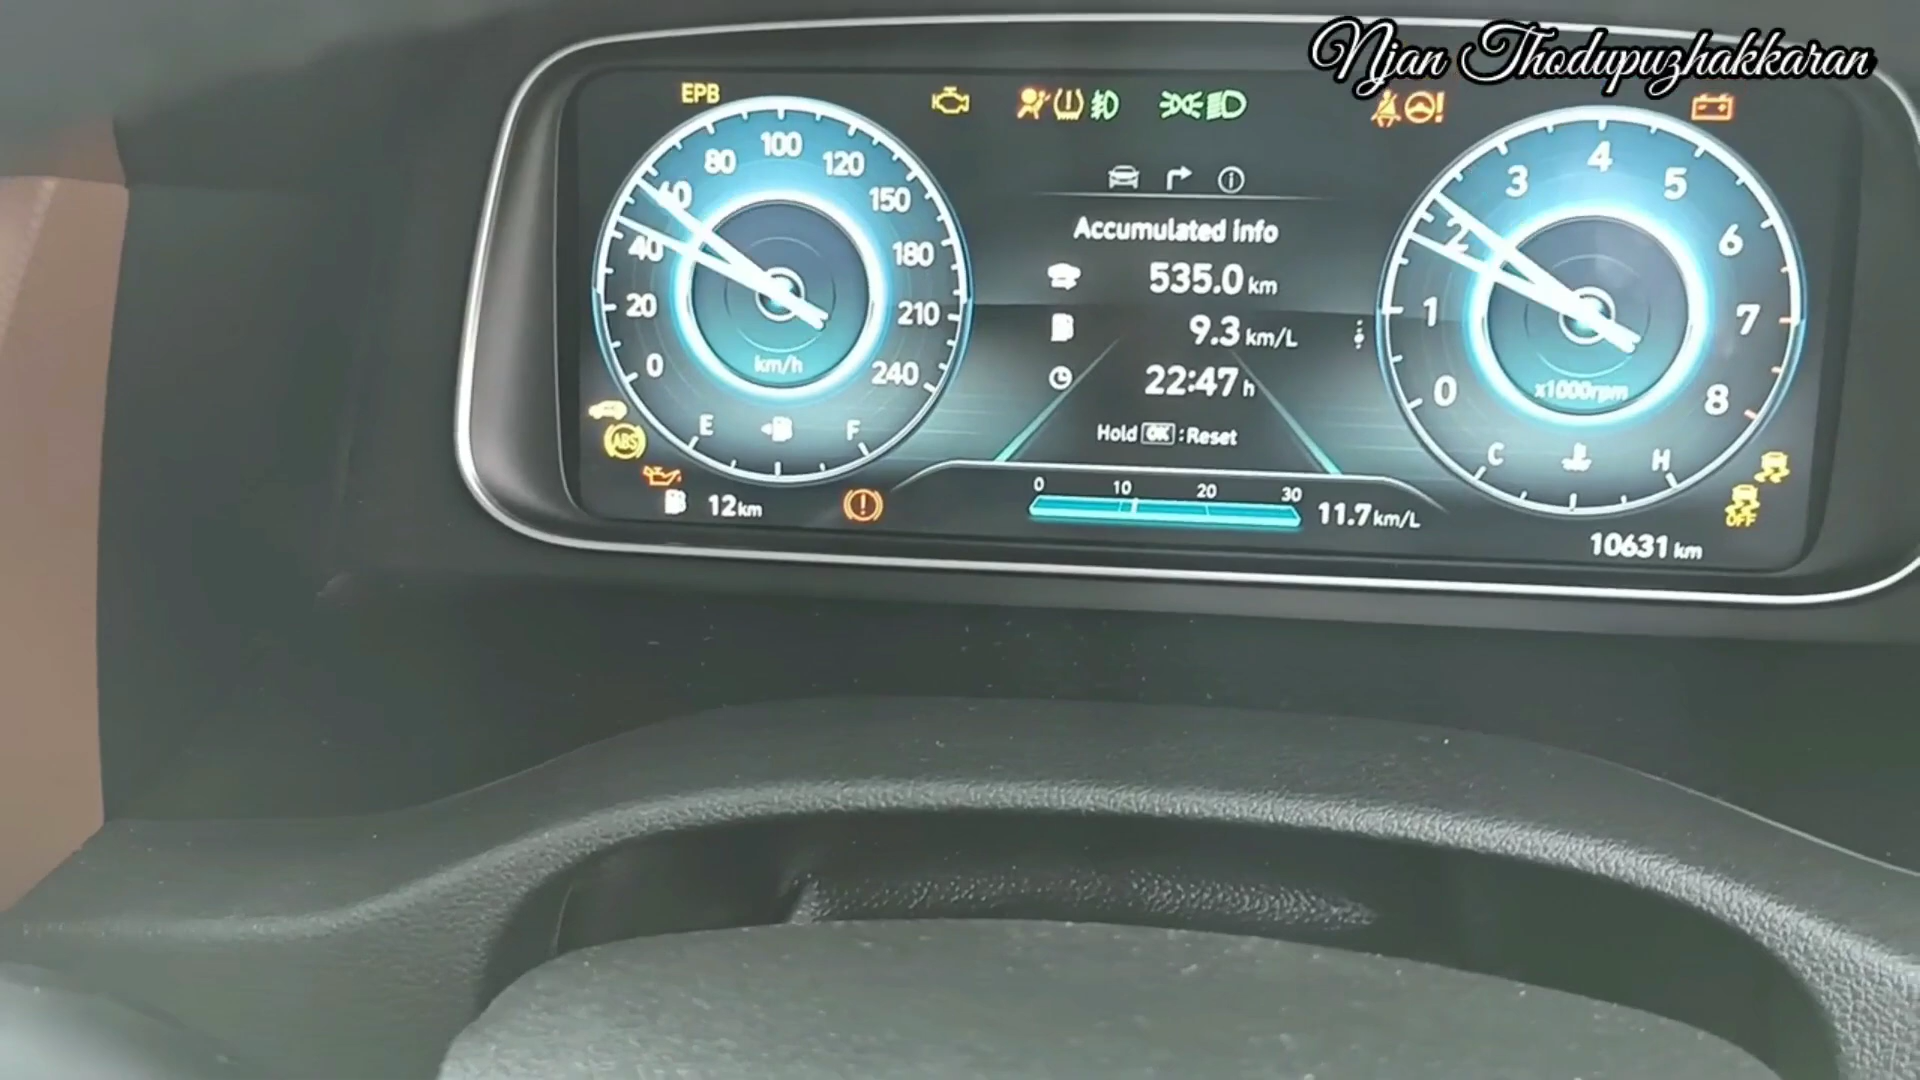 Njan Thodupuzhakkaran
EPB
0 20 40 60 80 100 120 150 180 210 240
km/h
E F
ABS
12 km
Accumulated info
535.0 km
9.3 km/L
22:47 h
Hold OK : Reset
0 10 20 30
11.7 km/L
0 1 2 3 4 5 6 7 8
x1000rpm
C H
OFF
10631 km